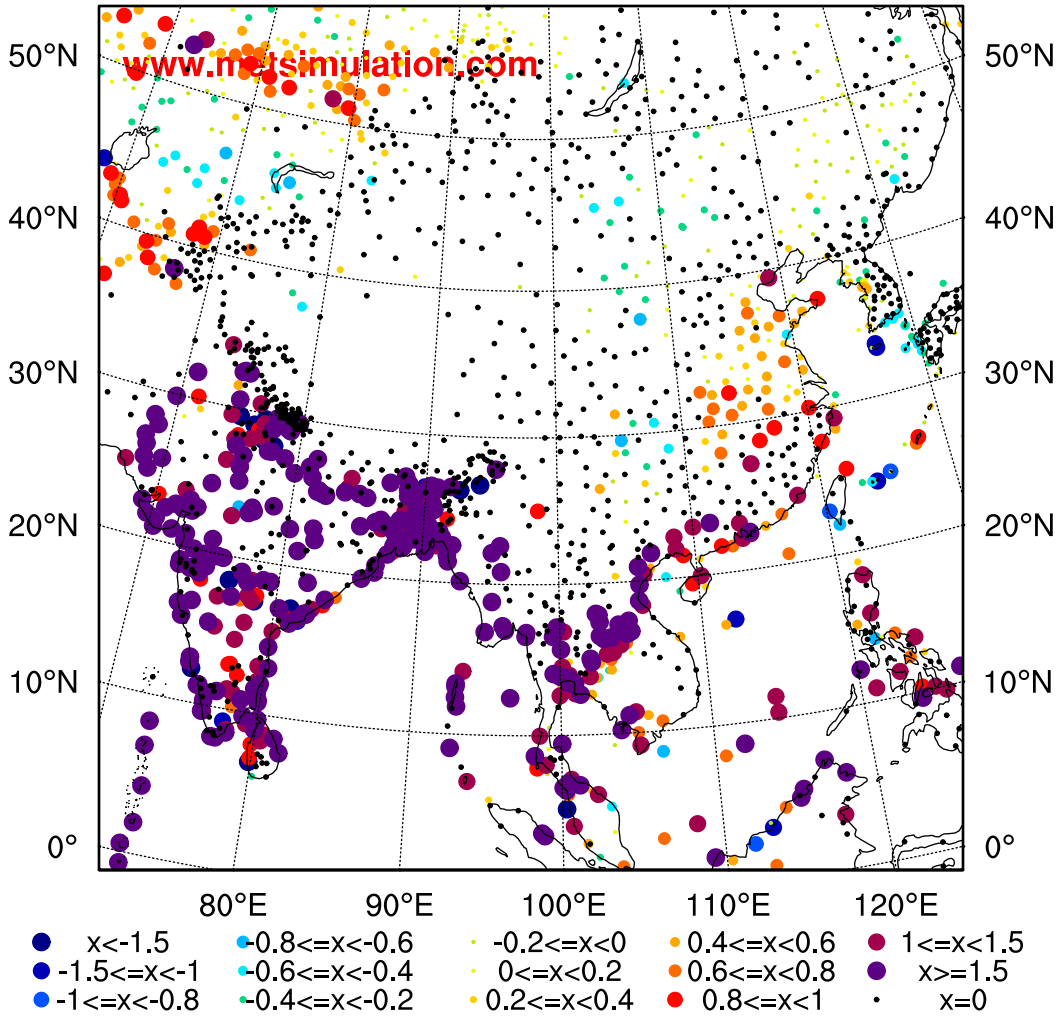 50°N 50°N
www.metsimulation.com
40°N 40°N
30°N 30°N
20°N 20°N
10°N 10°N
0° 0°
80°E 90°E 100°E 110°E 120°E
x<-1.5 -0.8<=x<-0.6 -0.2<=x<0 0.4<=x<0.6 1<=x<1.5
-1.5<=x<-1 -0.6<=x<-0.4 0<=x<0.2 0.6<=x<0.8 x>=1.5
-1<=x<-0.8 -0.4<=x<-0.2 0.2<=x<0.4 0.8<=x<1 x=0